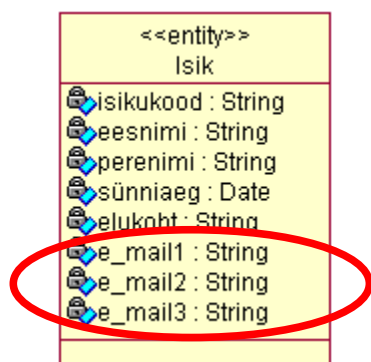 <<entity>>
Isik
isikukood : String
eesnimi : String
perenimi : String
sünniaeg : Date
elukoht : String
e_mail1 : String
e_mail2 : String
e_mail3 : String